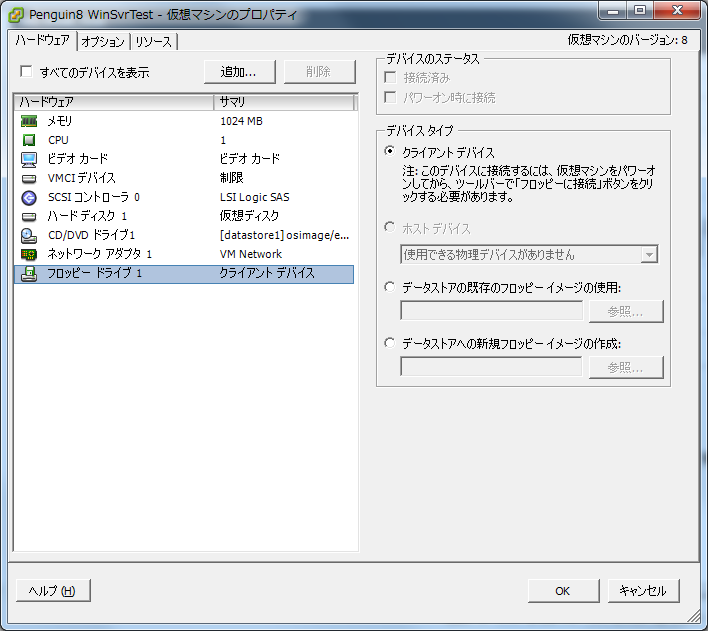 Penguin8 WinSvrTest - 仮想マシンのプロパティ
ハードウェア オプション リソース
仮想マシンのバージョン: 8
すべてのデバイスを表示
追加...
削除
ハードウェア サマリ
メモリ 1024 MB
CPU 1
ビデオ カード ビデオ カード
VMCI デバイス 制限
SCSI コントローラ 0 LSI Logic SAS
ハード ディスク 1 仮想ディスク
CD/DVD ドライブ1 [datastore1] osimage/e...
ネットワーク アダプタ 1 VM Network
フロッピー ドライブ 1 クライアント デバイス
デバイスのステータス
接続済み
パワーオン時に接続
デバイス タイプ
クライアント デバイス
注: このデバイスに接続するには、仮想マシンをパワーオ
ンしてから、ツールバーで「フロッピーに接続」ボタンをクリ
ックする必要があります。
ホスト デバイス
使用できる物理デバイスがありません
データストアの既存のフロッピー イメージの使用:
参照...
データストアへの新規フロッピー イメージの作成:
参照...
ヘルプ (H)
OK
キャンセル